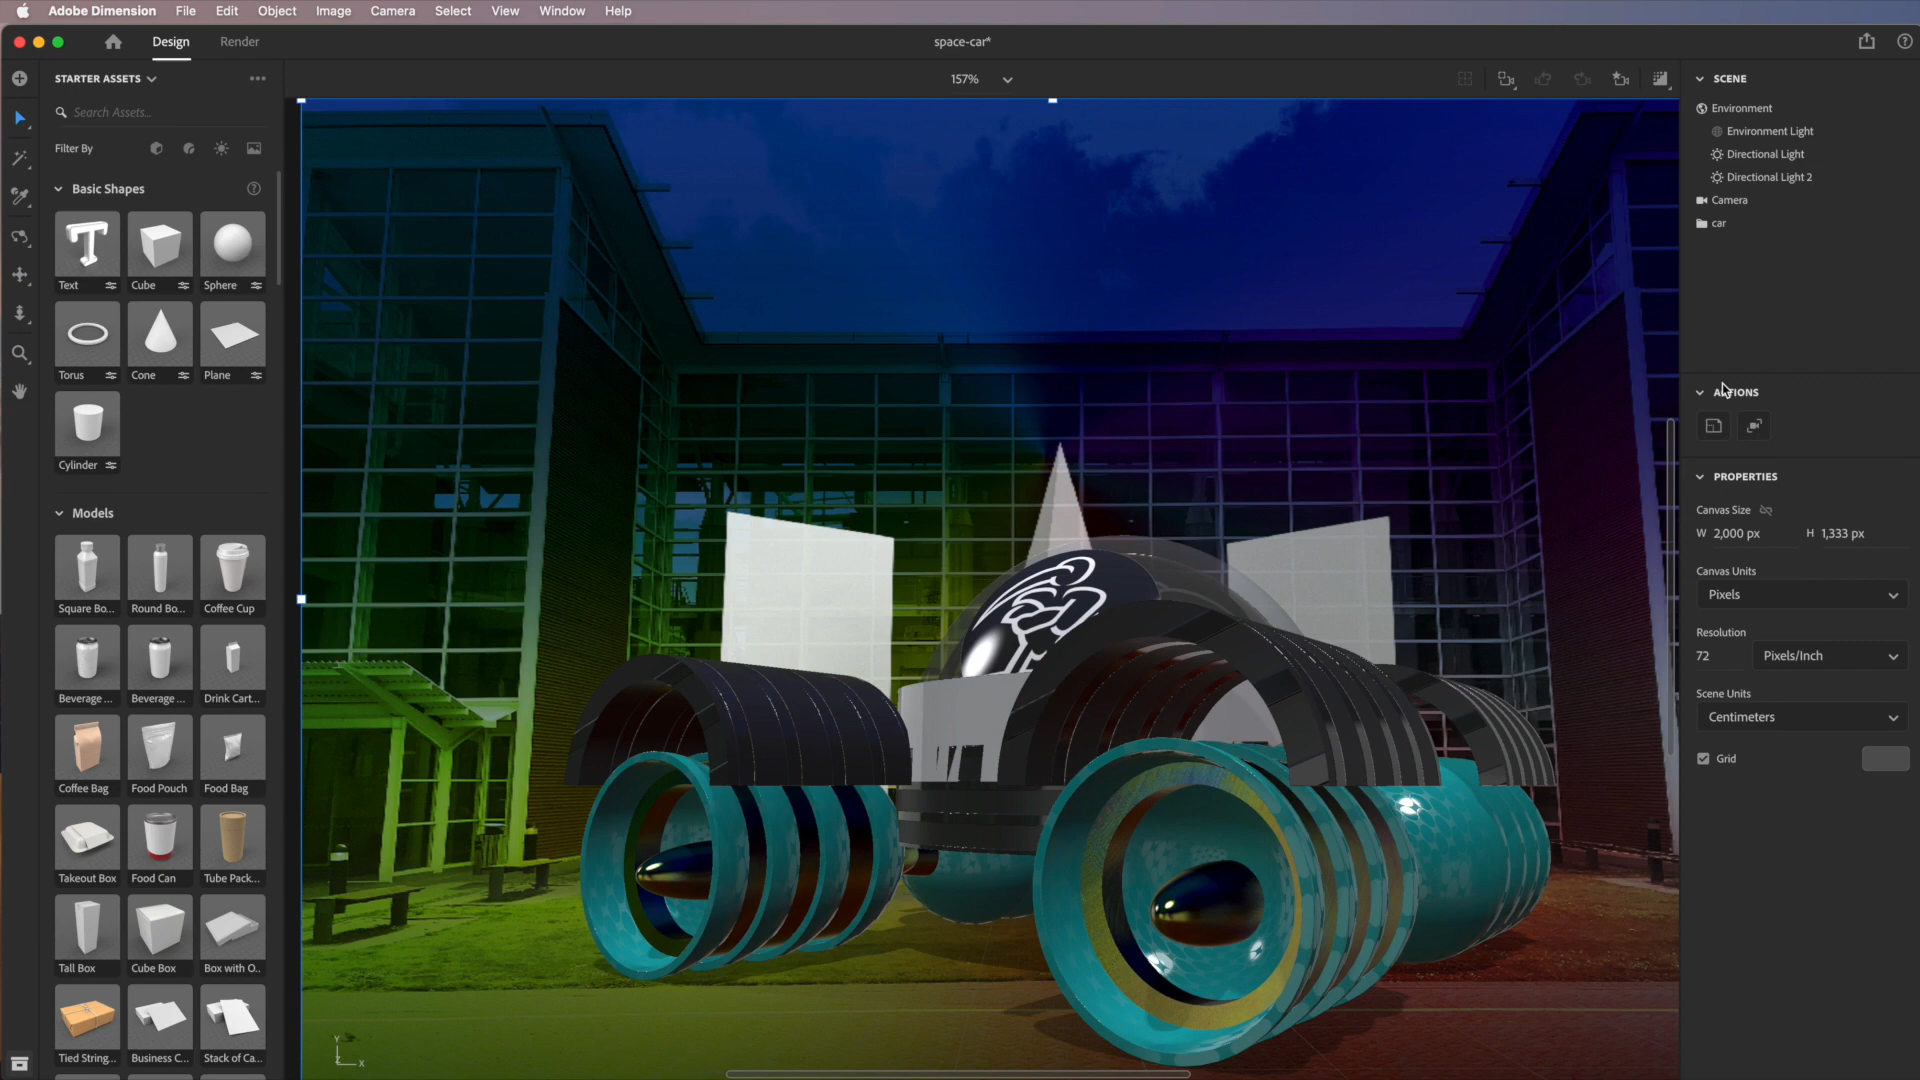 Adobe Dimension File Edit Object Image Camera Select View Window Help
Design Render space-car*
STARTER ASSETS
157%
SCENE
Search Assets...
Environment
Environment Light
Filter By
Directional Light
Directional Light 2
Basic Shapes
Camera
car
Text Cube Sphere
Torus Cone Plane
ACTIONS
Cylinder
PROPERTIES
Canvas Size
W 2,000 px H 1,333 px
Models
Canvas Units
Pixels
Square Bo... Round Bo... Coffee Cup
Resolution
72 Pixels/Inch
Beverage ... Beverage ... Drink Cart...
Scene Units
Centimeters
Grid
Coffee Bag Food Pouch Food Bag
Takeout Box Food Can Tube Pack...
Tall Box Cube Box Box with O..
Y
Z X
Tied String... Business C... Stack of Ca...